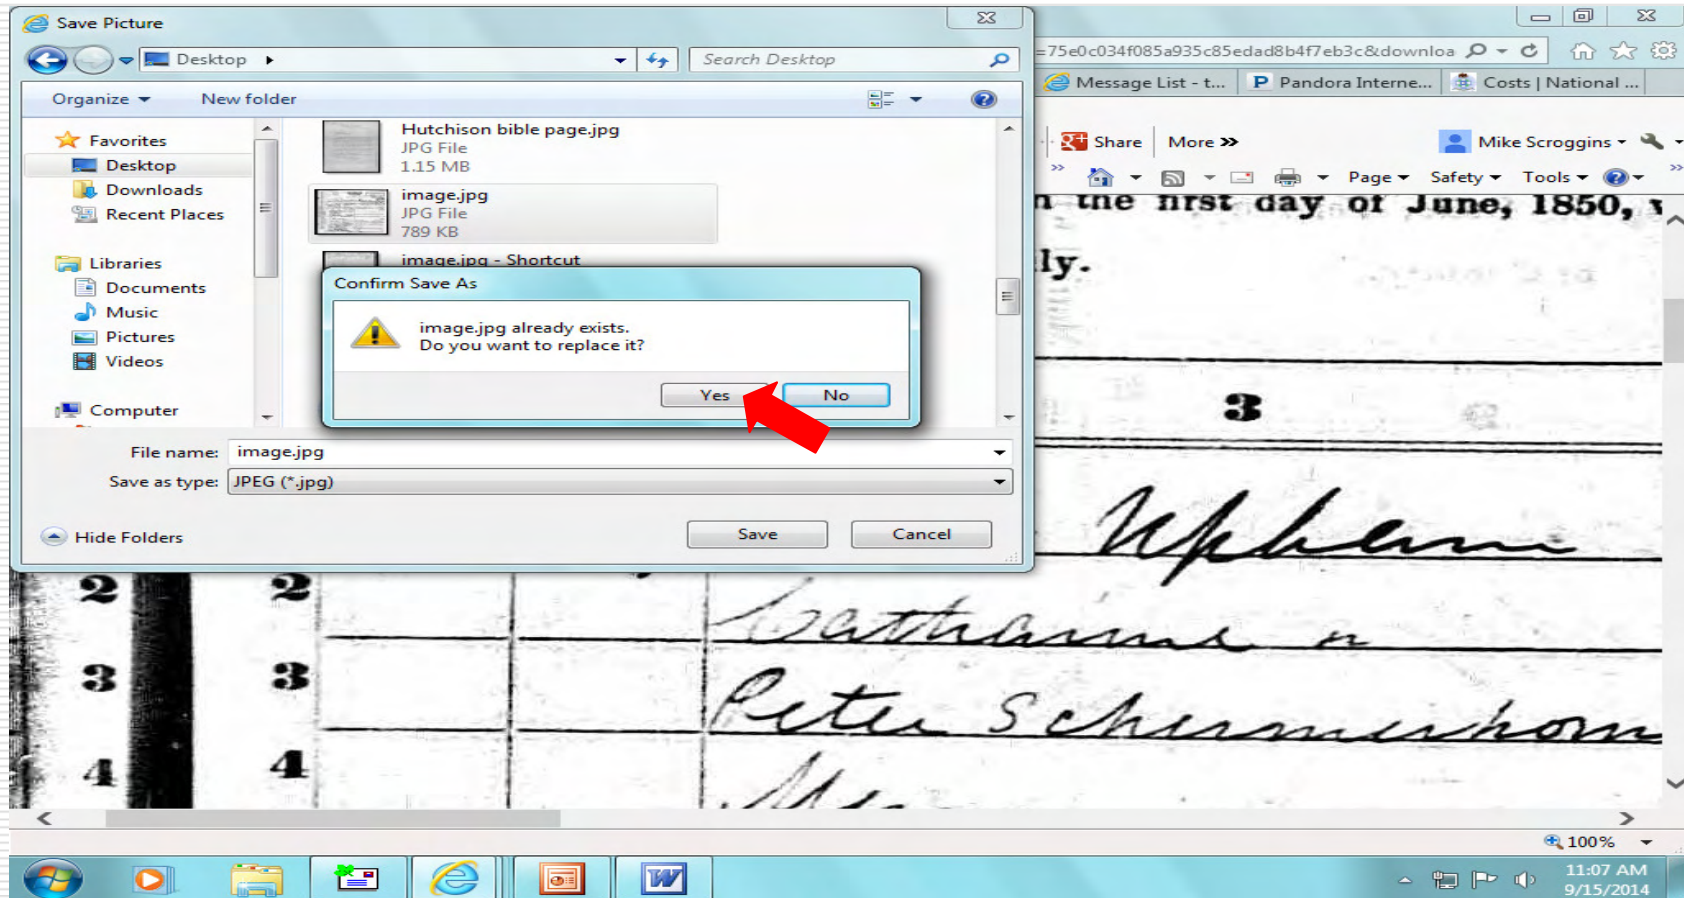 Save Picture
Desktop
Search Desktop
=75e0c034f085a935c85edad8b4f7eb3c&downloa
Message List - t...
Pandora Interne...
Costs | National ...
Organize
New folder
Share
More »
Mike Scroggins
Page
Safety
Tools
Favorites
Desktop
Downloads
Recent Places
Libraries
Documents
Music
Pictures
Videos
Computer
Hutchison bible page.jpg
JPG File
1.15 MB
image.jpg
JPG File
789 KB
image.jpg - Shortcut
Confirm Save As
image.jpg already exists.
Do you want to replace it?
Yes
No
File name: image.jpg
Save as type: JPEG (*.jpg)
Hide Folders
Save
Cancel
the first day of June, 1850,
ly.
3
Upham
2 2 Catharine n
3 3 Peter Schermerhorn
4 4
100%
11:07 AM
9/15/2014